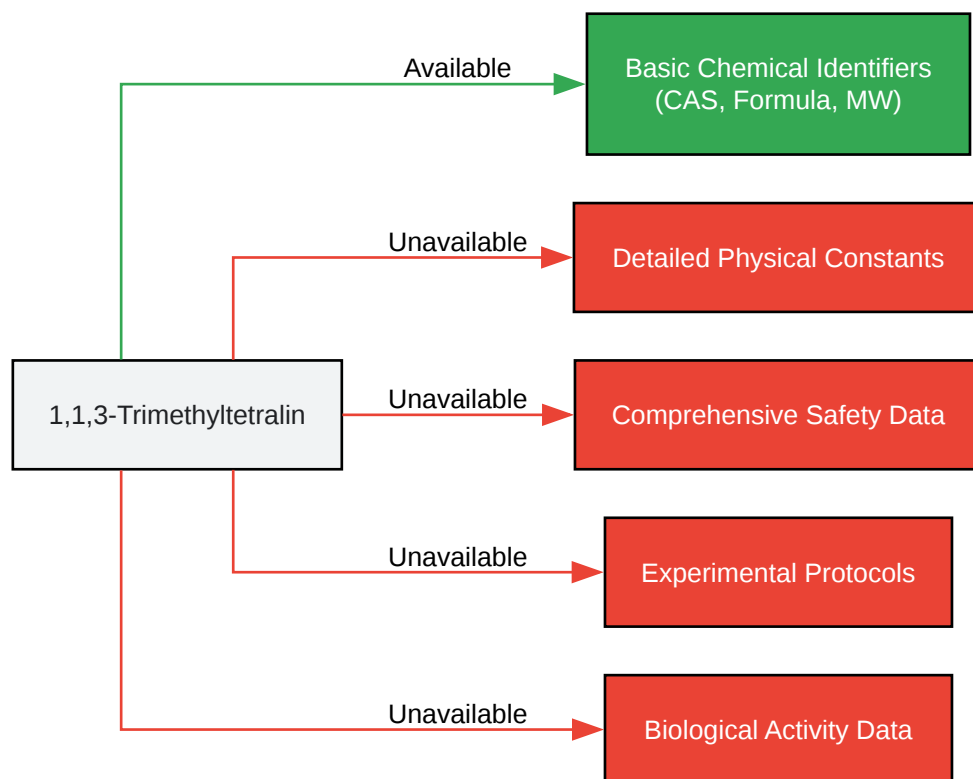 Available
Basic Chemical Identifiers
(CAS, Formula, MW)
Unavailable
Detailed Physical Constants
1,1,3-Trimethyltetralin
Unavailable
Comprehensive Safety Data
Unavailable
Experimental Protocols
Unavailable
Biological Activity Data